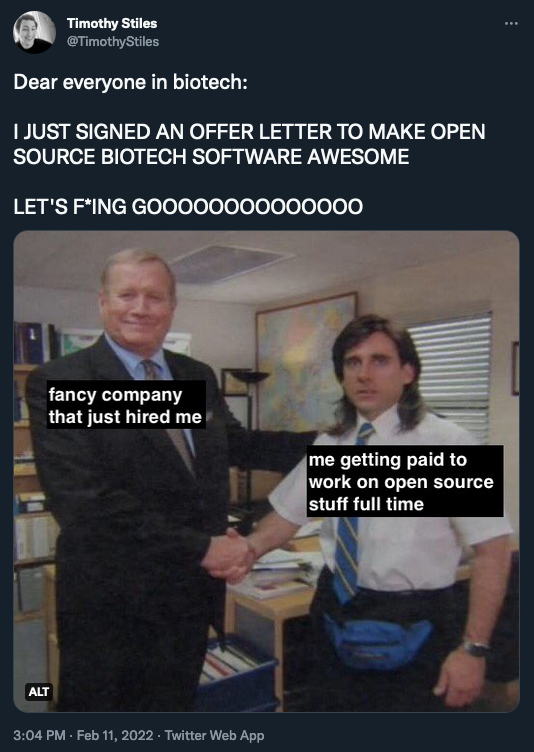 Timothy Stiles
@TimothyStiles
Dear everyone in biotech:
I JUST SIGNED AN OFFER LETTER TO MAKE OPEN
SOURCE BIOTECH SOFTWARE AWESOME
LET'S F*ING GOOOOOOOOOOOOOO
fancy company
that just hired me
me getting paid to
work on open source
stuff full time
ALT
3:04 PM · Feb 11, 2022 · Twitter Web App